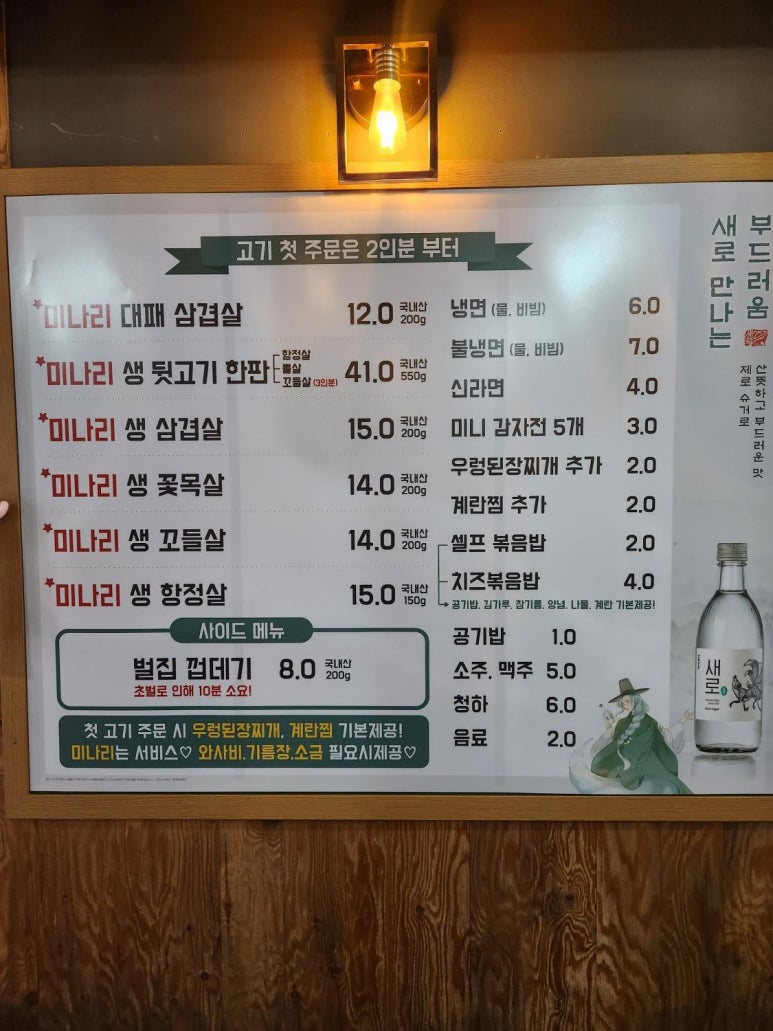 고기 첫 주문은 2인분 부터
미나리 대패 삼겹살 12.0 국내산 200g
미나리 생 뒷고기 한판 항정살 뽈살 꼬들살 (3인분) 41.0 국내산 550g
미나리 생 삼겹살 15.0 국내산 200g
미나리 생 꽃목살 14.0 국내산 200g
미나리 생 꼬들살 14.0 국내산 200g
미나리 생 항정살 15.0 국내산 150g
사이드 메뉴
벌집 껍데기 8.0 국내산 200g
초벌로 인해 10분 소요!
첫 고기 주문 시 우렁된장찌개, 계란찜 기본제공!
미나리는 서비스♡ 와사비.기름장.소금 필요시제공♡
냉면 (물, 비빔) 6.0
불냉면 (물, 비빔) 7.0
신라면 4.0
미니 감자전 5개 3.0
우렁된장찌개 추가 2.0
계란찜 추가 2.0
셀프 볶음밥 2.0
치즈볶음밥 4.0
공기밥, 김가루, 참기름, 양념, 나물, 계란 기본제공!
공기밥 1.0
소주, 맥주 5.0
청하 6.0
음료 2.0
부드러움
새로 만나는
산뜻하고 부드러운 맛
제로 슈거로
새로